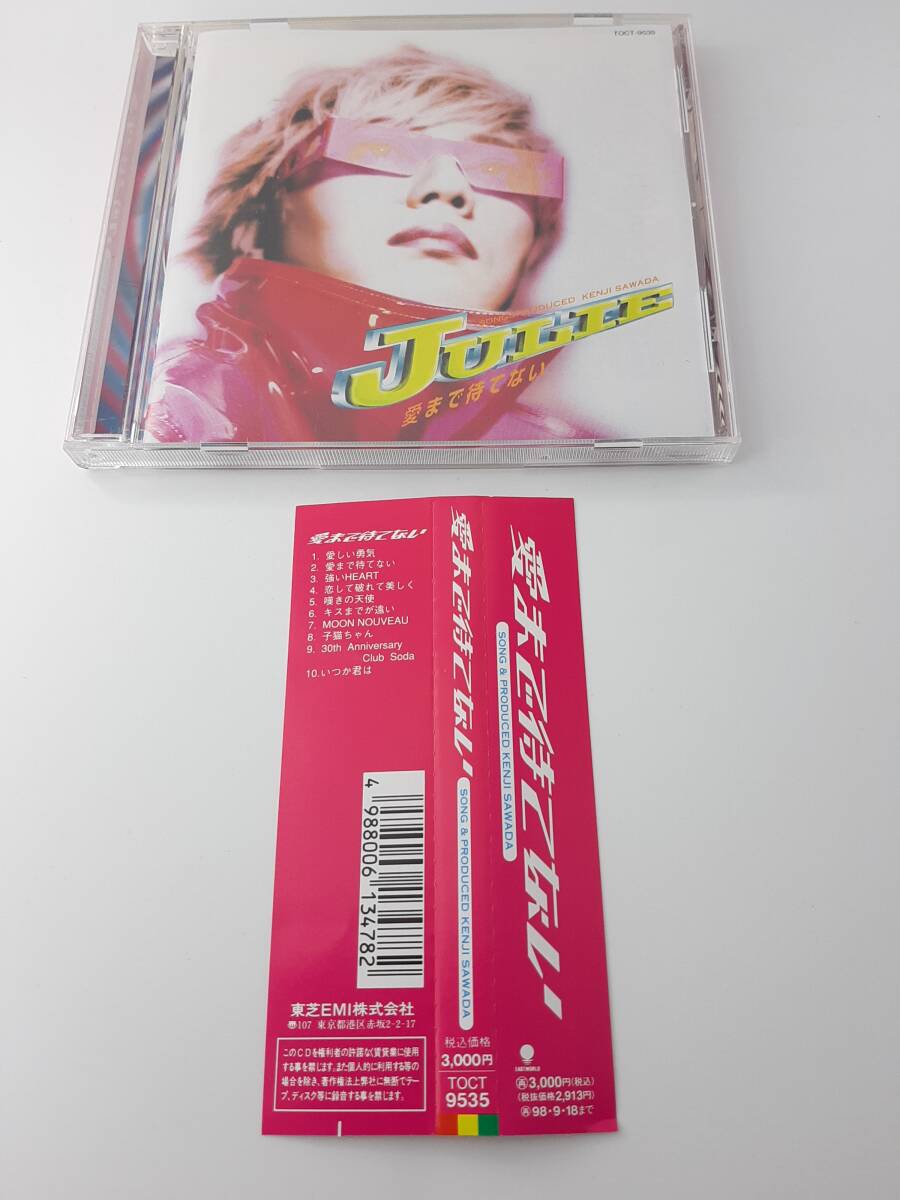 TOCT-9535
SONG & PRODUCED KENJI SAWADA
JULIE
愛まで待てない
愛まで待てない
1. 愛しい勇気
2. 愛まで待てない
3. 強いHEART
4. 恋して破れて美しく
5. 嘆きの天使
6. キスまでが遠い
7. MOON NOUVEAU
8. 子猫ちゃん
9. 30th Anniversary
Club Soda
10. いつか君は
4 988006 134782
東芝EMI株式会社
〠107 東京都港区赤坂2-2-17
このCDを権利者の許諾なく賃貸業に使用
する事を禁じます。また個人的に利用する等の
場合を除き、著作権法上弊社に無断でテー
プ、ディスク等に録音する事を禁じます。
愛まで待てない
SONG & PRODUCED KENJI SAWADA
税込価格
3,000円
TOCT
9535
愛まで待てない
SONG & PRODUCED KENJI SAWADA
EASTWORLD
㋐3,000円(税込)
(税抜価格2,913円)
㋐98・9・18まで